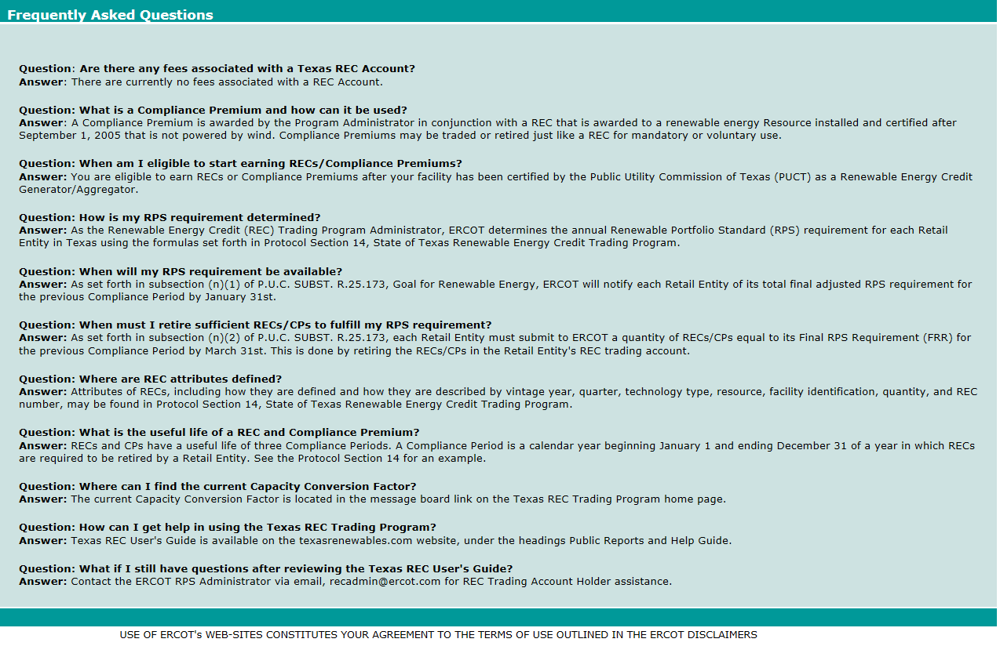 Frequently Asked Questions
Question: Are there any fees associated with a Texas REC Account?
Answer: There are currently no fees associated with a REC Account.
Question: What is a Compliance Premium and how can it be used?
Answer: A Compliance Premium is awarded by the Program Administrator in conjunction with a REC that is awarded to a renewable energy Resource installed and certified after
September 1, 2005 that is not powered by wind. Compliance Premiums may be traded or retired just like a REC for mandatory or voluntary use.
Question: When am I eligible to start earning RECs/Compliance Premiums?
Answer: You are eligible to earn RECs or Compliance Premiums after your facility has been certified by the Public Utility Commission of Texas (PUCT) as a Renewable Energy Credit
Generator/Aggregator.
Question: How is my RPS requirement determined?
Answer: As the Renewable Energy Credit (REC) Trading Program Administrator, ERCOT determines the annual Renewable Portfolio Standard (RPS) requirement for each Retail
Entity in Texas using the formulas set forth in Protocol Section 14, State of Texas Renewable Energy Credit Trading Program.
Question: When will my RPS requirement be available?
Answer: As set forth in subsection (n)(1) of P.U.C. SUBST. R.25.173, Goal for Renewable Energy, ERCOT will notify each Retail Entity of its total final adjusted RPS requirement for
the previous Compliance Period by January 31st.
Question: When must I retire sufficient RECs/CPs to fulfill my RPS requirement?
Answer: As set forth in subsection (n)(2) of P.U.C. SUBST. R.25.173, each Retail Entity must submit to ERCOT a quantity of RECs/CPs equal to its Final RPS Requirement (FRR) for
the previous Compliance Period by March 31st. This is done by retiring the RECs/CPs in the Retail Entity's REC trading account.
Question: Where are REC attributes defined?
Answer: Attributes of RECs, including how they are defined and how they are described by vintage year, quarter, technology type, resource, facility identification, quantity, and REC
number, may be found in Protocol Section 14, State of Texas Renewable Energy Credit Trading Program.
Question: What is the useful life of a REC and Compliance Premium?
Answer: RECs and CPs have a useful life of three Compliance Periods. A Compliance Period is a calendar year beginning January 1 and ending December 31 of a year in which RECs
are required to be retired by a Retail Entity. See the Protocol Section 14 for an example.
Question: Where can I find the current Capacity Conversion Factor?
Answer: The current Capacity Conversion Factor is located in the message board link on the Texas REC Trading Program home page.
Question: How can I get help in using the Texas REC Trading Program?
Answer: Texas REC User's Guide is available on the texasrenewables.com website, under the headings Public Reports and Help Guide.
Question: What if I still have questions after reviewing the Texas REC User's Guide?
Answer: Contact the ERCOT RPS Administrator via email, recadmin@ercot.com for REC Trading Account Holder assistance.
USE OF ERCOT's WEB-SITES CONSTITUTES YOUR AGREEMENT TO THE TERMS OF USE OUTLINED IN THE ERCOT DISCLAIMERS